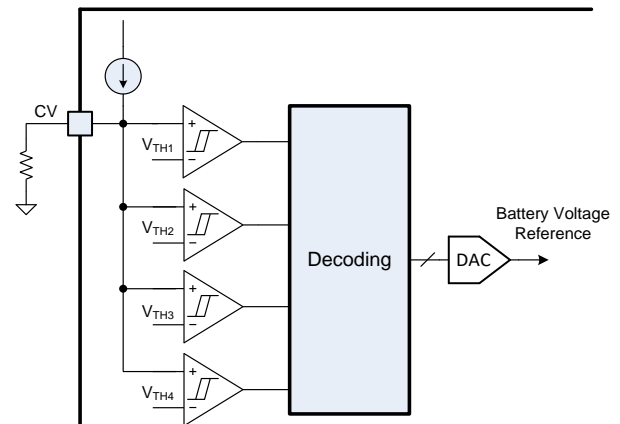 CV
+
VTH1
−
+
VTH2
−
+
VTH3
−
+
VTH4
−
Decoding
DAC
Battery Voltage
Reference